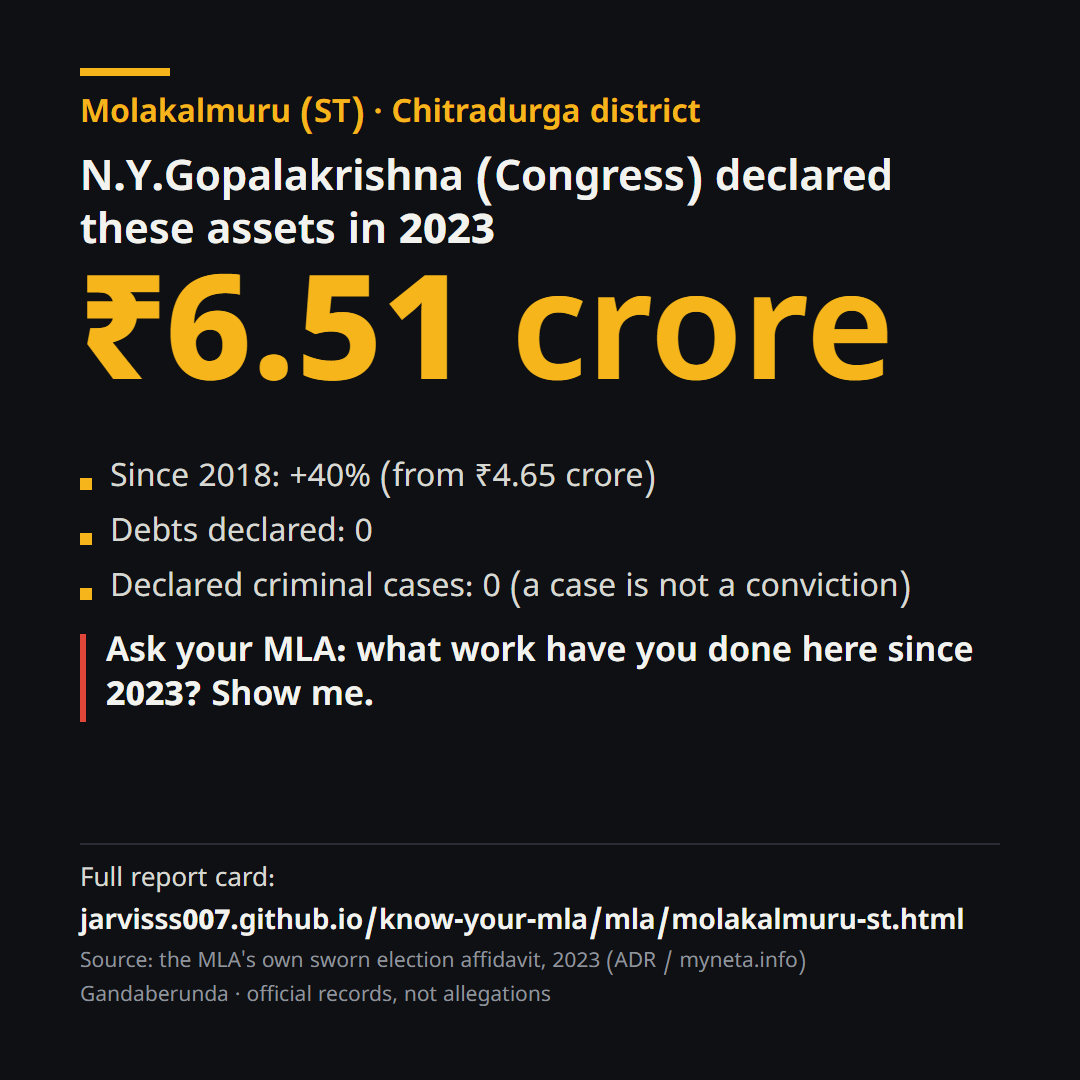 Molakalmuru (ST) · Chitradurga district
N.Y.Gopalakrishna (Congress) declared
these assets in 2023
₹6.51 crore
Since 2018: +40% (from ₹4.65 crore)
Debts declared: 0
Declared criminal cases: 0 (a case is not a conviction)
Ask your MLA: what work have you done here since
2023? Show me.
Full report card:
jarvisss007.github.io/know-your-mla/mla/molakalmuru-st.html
Source: the MLA's own sworn election affidavit, 2023 (ADR / myneta.info)
Gandaberunda · official records, not allegations